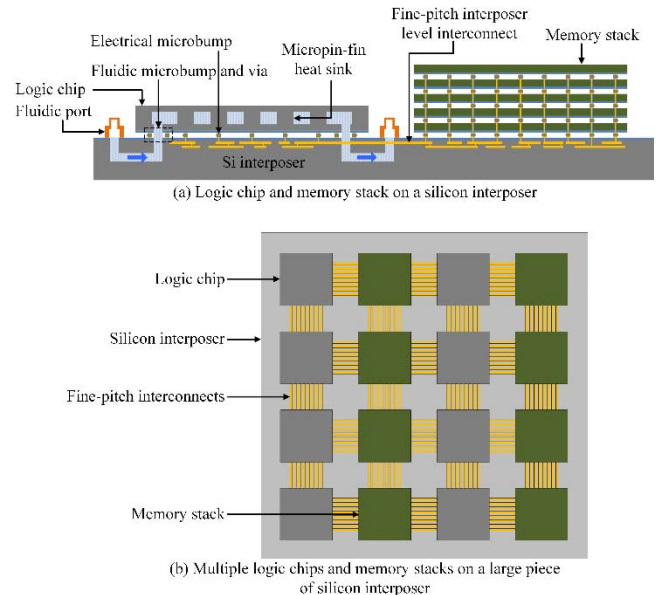 Electrical microbump
Fluidic microbump and via
Logic chip
Fluidic port
Micropin-fin
heat sink
Fine-pitch interposer
level interconnect
Memory stack
Si interposer
(a) Logic chip and memory stack on a silicon interposer
Logic chip
Silicon interposer
Fine-pitch interconnects
Memory stack
(b) Multiple logic chips and memory stacks on a large piece
of silicon interposer